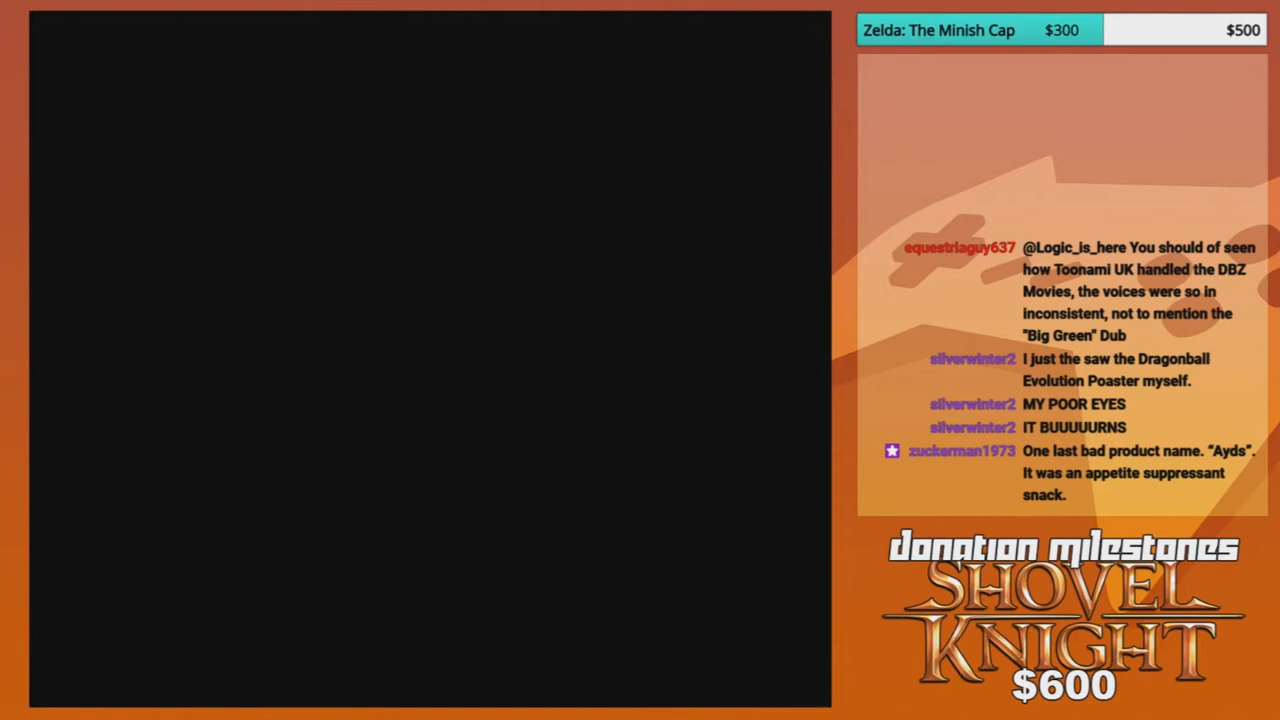 Zelda: The Minish Cap $300 $500
equestriaguy637 @Logic_is_here You should of seen
how Toonami UK handled the DBZ
Movies, the voices were so in
inconsistent, not to mention the
"Big Green" Dub
silverwinter2 I just the saw the Dragonball
Evolution Poaster myself.
silverwinter2 MY POOR EYES
silverwinter2 IT BUUUUURNS
zuckerman1973 One last bad product name. “Ayds”.
It was an appetite suppressant
snack.
Donation Milestones
SHOVEL
KNIGHT
$600